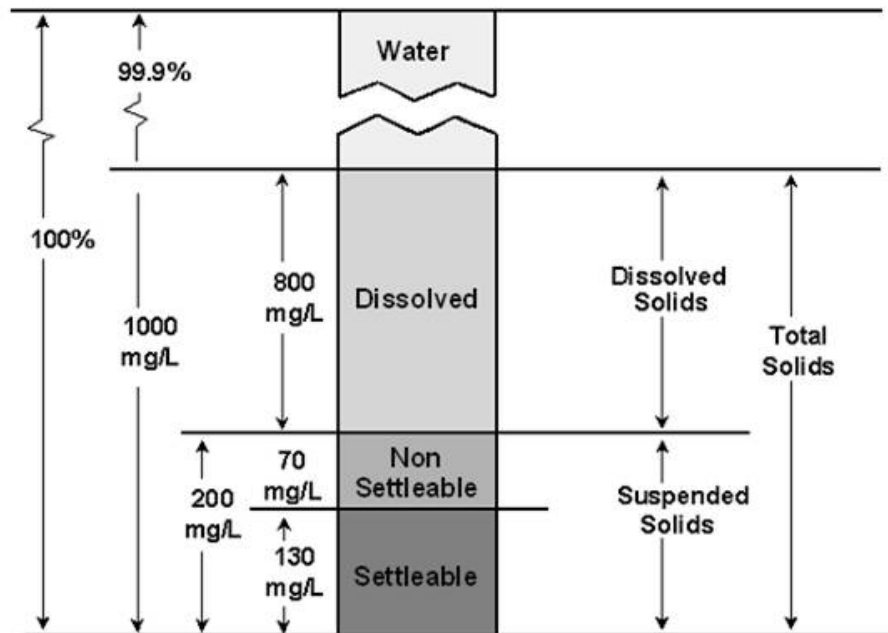 Water
99.9%
100%
800
mg/L
Dissolved
Dissolved
Solids
1000
mg/L
Total
Solids
70
mg/L
Non
Settleable
200
mg/L
Suspended
Solids
130
mg/L
Settleable